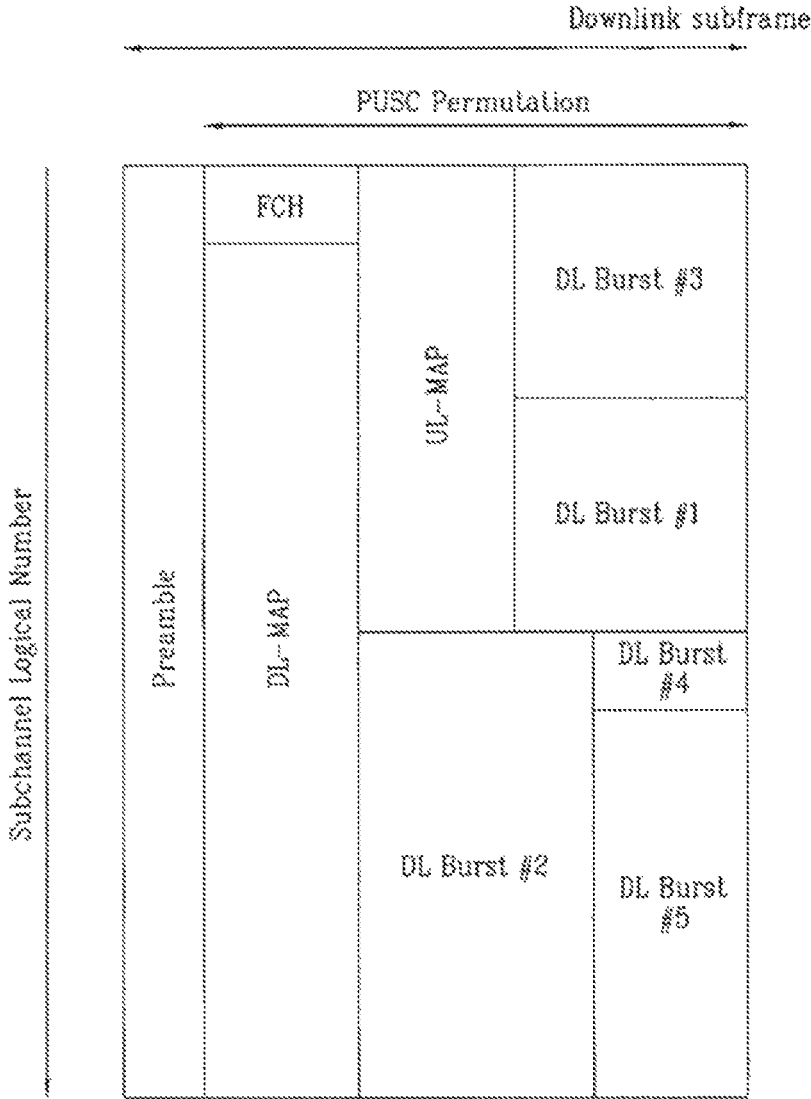 Downlink subframe
PUSC Permutation
FCH
DL Burst #3
UL-MAP
DL Burst #1
Subchannel Logical Number
Preamble
DL-MAP
DL Burst
#4
DL Burst #2
DL Burst
#5